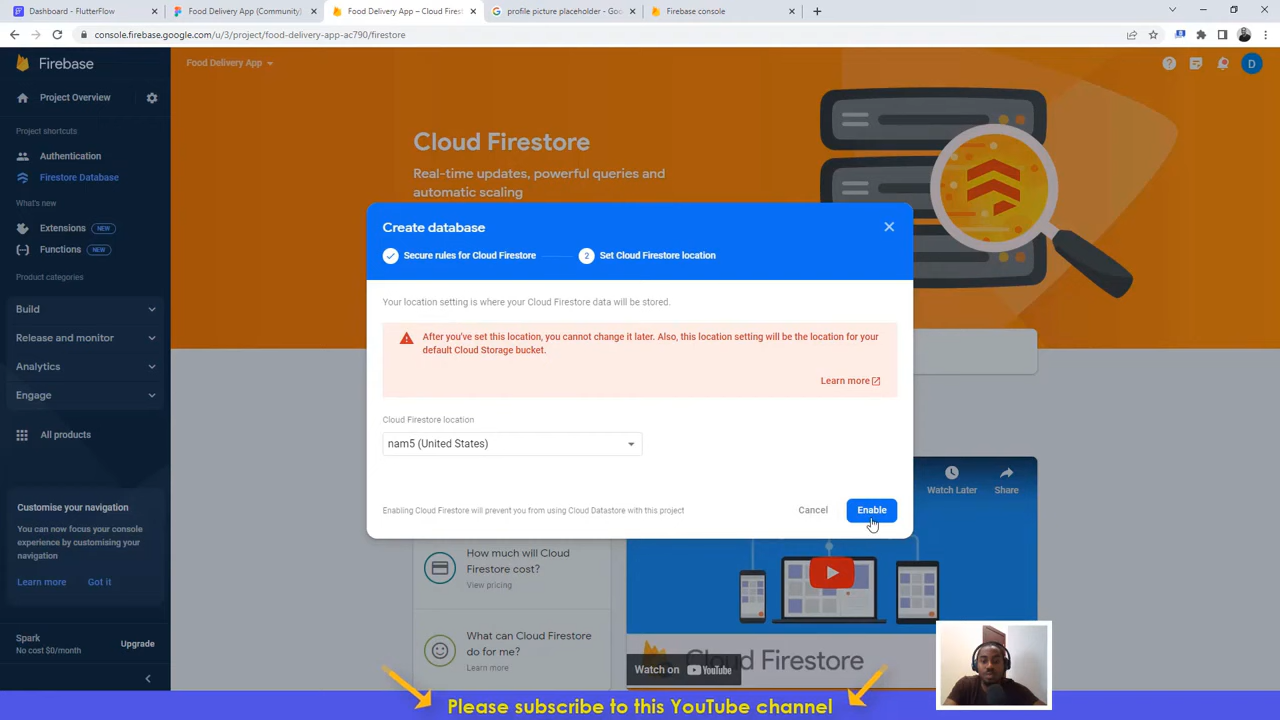 Dashboard - FlutterFlow
Food Delivery App (Community)
Food Delivery App – Cloud Fires
profile picture placeholder - Goo
Firebase console
console.firebase.google.com/u/3/project/food-delivery-app-ac790/firestore
Firebase
Food Delivery App
D
Project Overview
Project shortcuts
Authentication
Firestore Database
What's new
Extensions NEW
Functions NEW
Product categories
Build
Release and monitor
Analytics
Engage
All products
Customise your navigation
You can now focus your console
experience by customising your
navigation
Learn more Got it
Spark
No cost $0/month
Upgrade
Cloud Firestore
Real-time updates, powerful queries and
automatic scaling
Create database
Secure rules for Cloud Firestore
2 Set Cloud Firestore location
Your location setting is where your Cloud Firestore data will be stored.
After you've set this location, you cannot change it later. Also, this location setting will be the location for your
default Cloud Storage bucket.
Learn more
Cloud Firestore location
nam5 (United States)
Enabling Cloud Firestore will prevent you from using Cloud Datastore with this project
Cancel
Enable
Watch Later
Share
How much will Cloud
Firestore cost?
View pricing
What can Cloud Firestore
do for me?
Learn more
Watch on YouTube
Cloud Firestore
Please subscribe to this YouTube channel